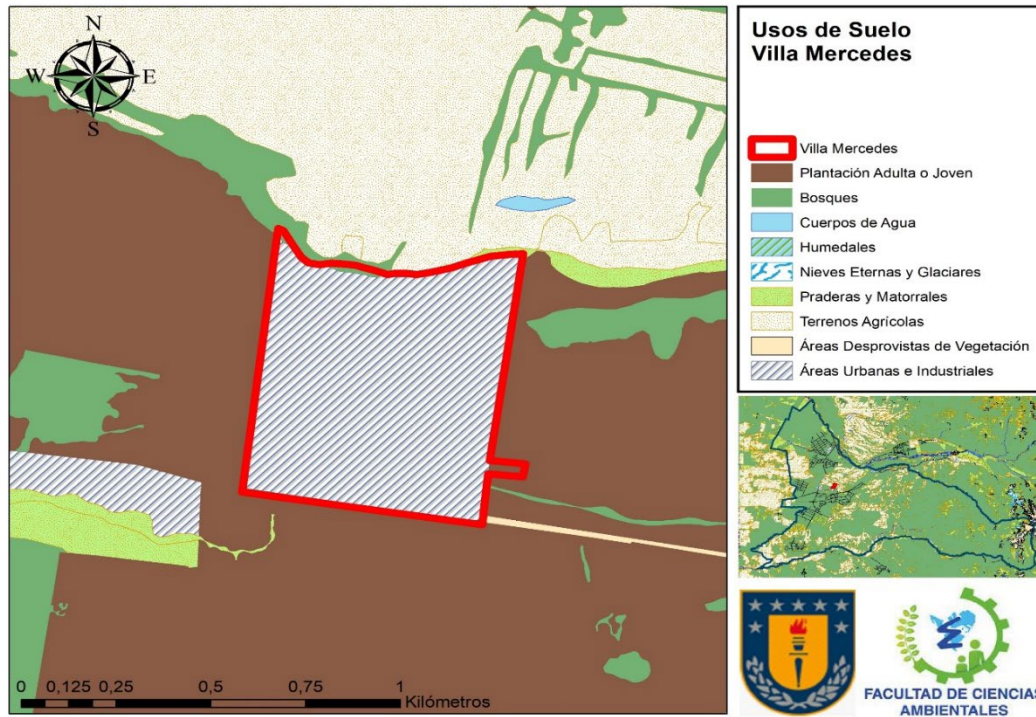 N
W E
S
Usos de Suelo
Villa Mercedes
Villa Mercedes
Plantación Adulta o Joven
Bosques
Cuerpos de Agua
Humedales
Nieves Eternas y Glaciares
Praderas y Matorrales
Terrenos Agrícolas
Áreas Desprovistas de Vegetación
Áreas Urbanas e Industriales
0 0,125 0,25 0,5 0,75 1
Kilómetros
FACULTAD DE CIENCIAS
AMBIENTALES